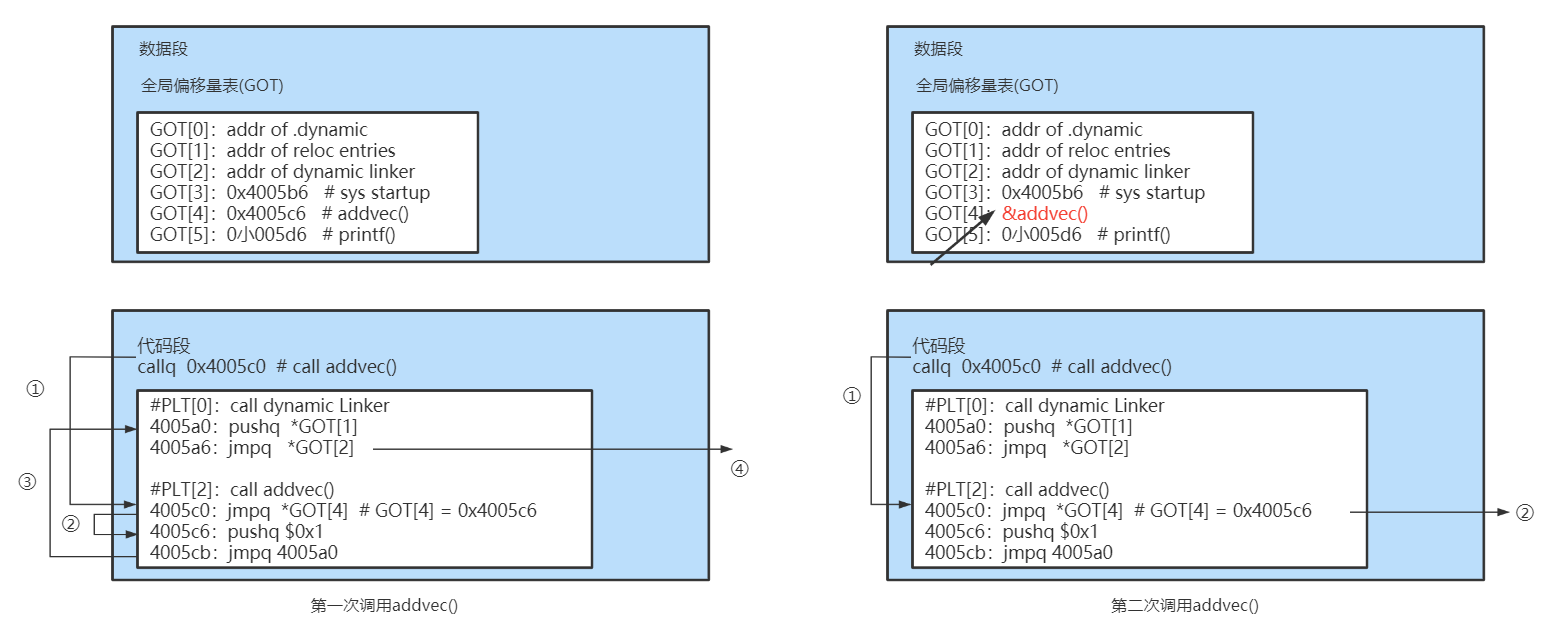 数据段
全局偏移量表(GOT)
GOT[0]：addr of .dynamic
GOT[1]：addr of reloc entries
GOT[2]：addr of dynamic linker
GOT[3]：0x4005b6 # sys startup
GOT[4]：0x4005c6 # addvec()
GOT[5]：0小005d6 # printf()
代码段
callq 0x4005c0 # call addvec()
①
#PLT[0]：call dynamic Linker
4005a0：pushq *GOT[1]
4005a6：jmpq *GOT[2]
④
③
#PLT[2]：call addvec()
4005c0：jmpq *GOT[4] # GOT[4] = 0x4005c6
②
4005c6：pushq $0x1
4005cb：jmpq 4005a0
第一次调用addvec()
数据段
全局偏移量表(GOT)
GOT[0]：addr of .dynamic
GOT[1]：addr of reloc entries
GOT[2]：addr of dynamic linker
GOT[3]：0x4005b6 # sys startup
GOT[4]：&addvec()
GOT[5]：0小005d6 # printf()
代码段
callq 0x4005c0 # call addvec()
①
#PLT[0]：call dynamic Linker
4005a0：pushq *GOT[1]
4005a6：jmpq *GOT[2]
#PLT[2]：call addvec()
4005c0：jmpq *GOT[4] # GOT[4] = 0x4005c6
②
4005c6：pushq $0x1
4005cb：jmpq 4005a0
第二次调用addvec()